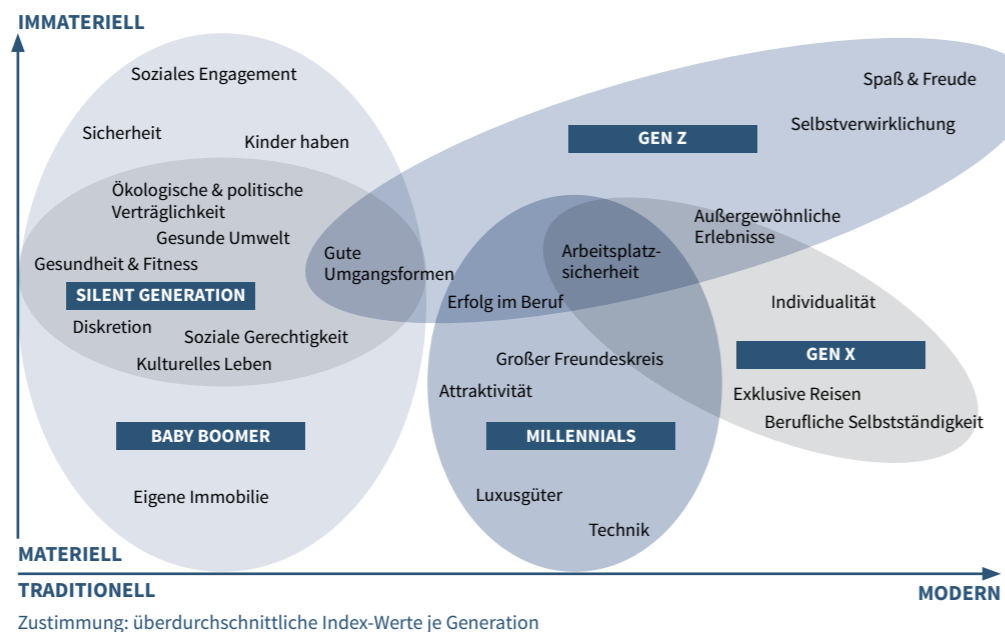 IMMATERIELL
Soziales Engagement
Spaß & Freude
Sicherheit
Kinder haben
GEN Z
Selbstverwirklichung
Ökologische & politische
Verträglichkeit
Gesunde Umwelt
Außergewöhnliche
Erlebnisse
Gesundheit & Fitness
Gute
Umgangsformen
Arbeitsplatz-
sicherheit
SILENT GENERATION
Erfolg im Beruf
Individualität
Diskretion
Soziale Gerechtigkeit
Kulturelles Leben
Großer Freundeskreis
GEN X
Attraktivität
Exklusive Reisen
Berufliche Selbstständigkeit
BABY BOOMER
MILLENNIALS
Eigene Immobilie
Luxusgüter
Technik
MATERIELL
TRADITIONELL
MODERN
Zustimmung: überdurchschnittliche Index-Werte je Generation